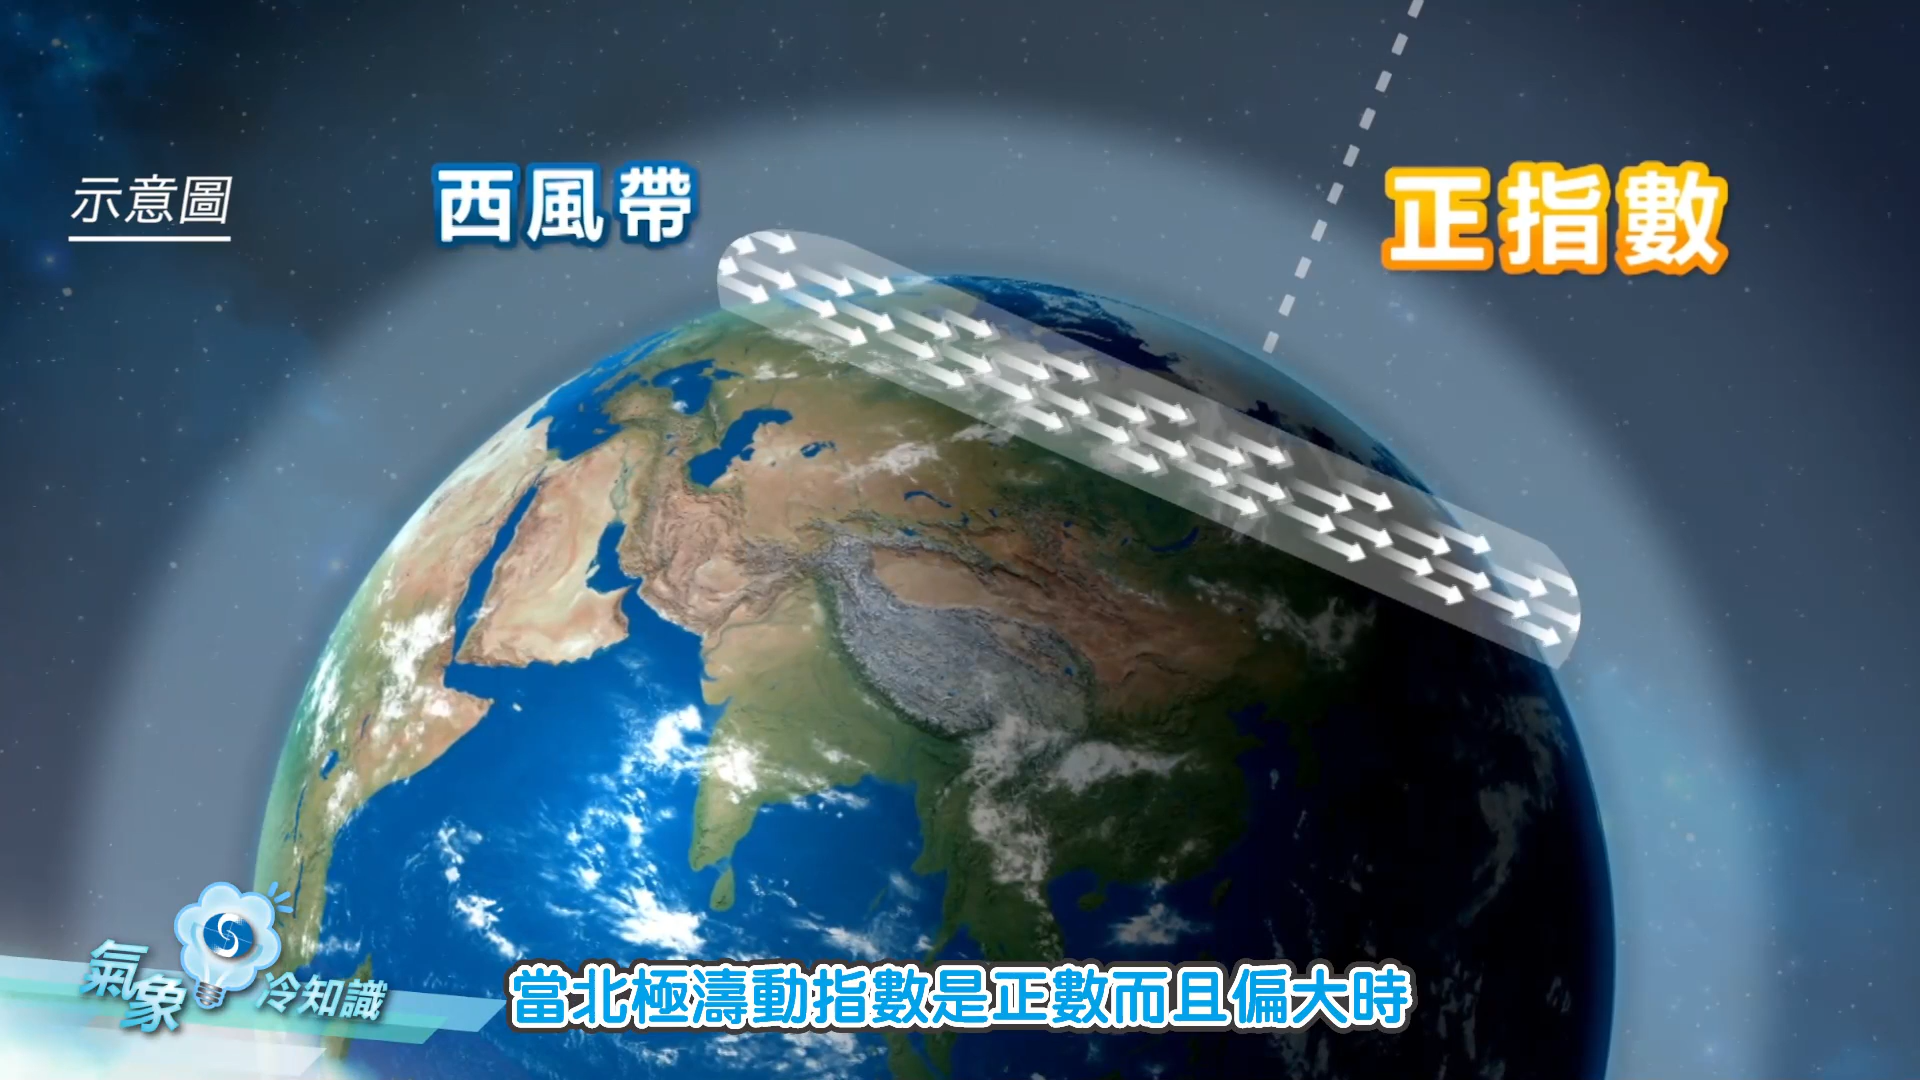 示意圖
西風帶
正指數
氣象
冷知識
當北極濤動指數是正數而且偏大時